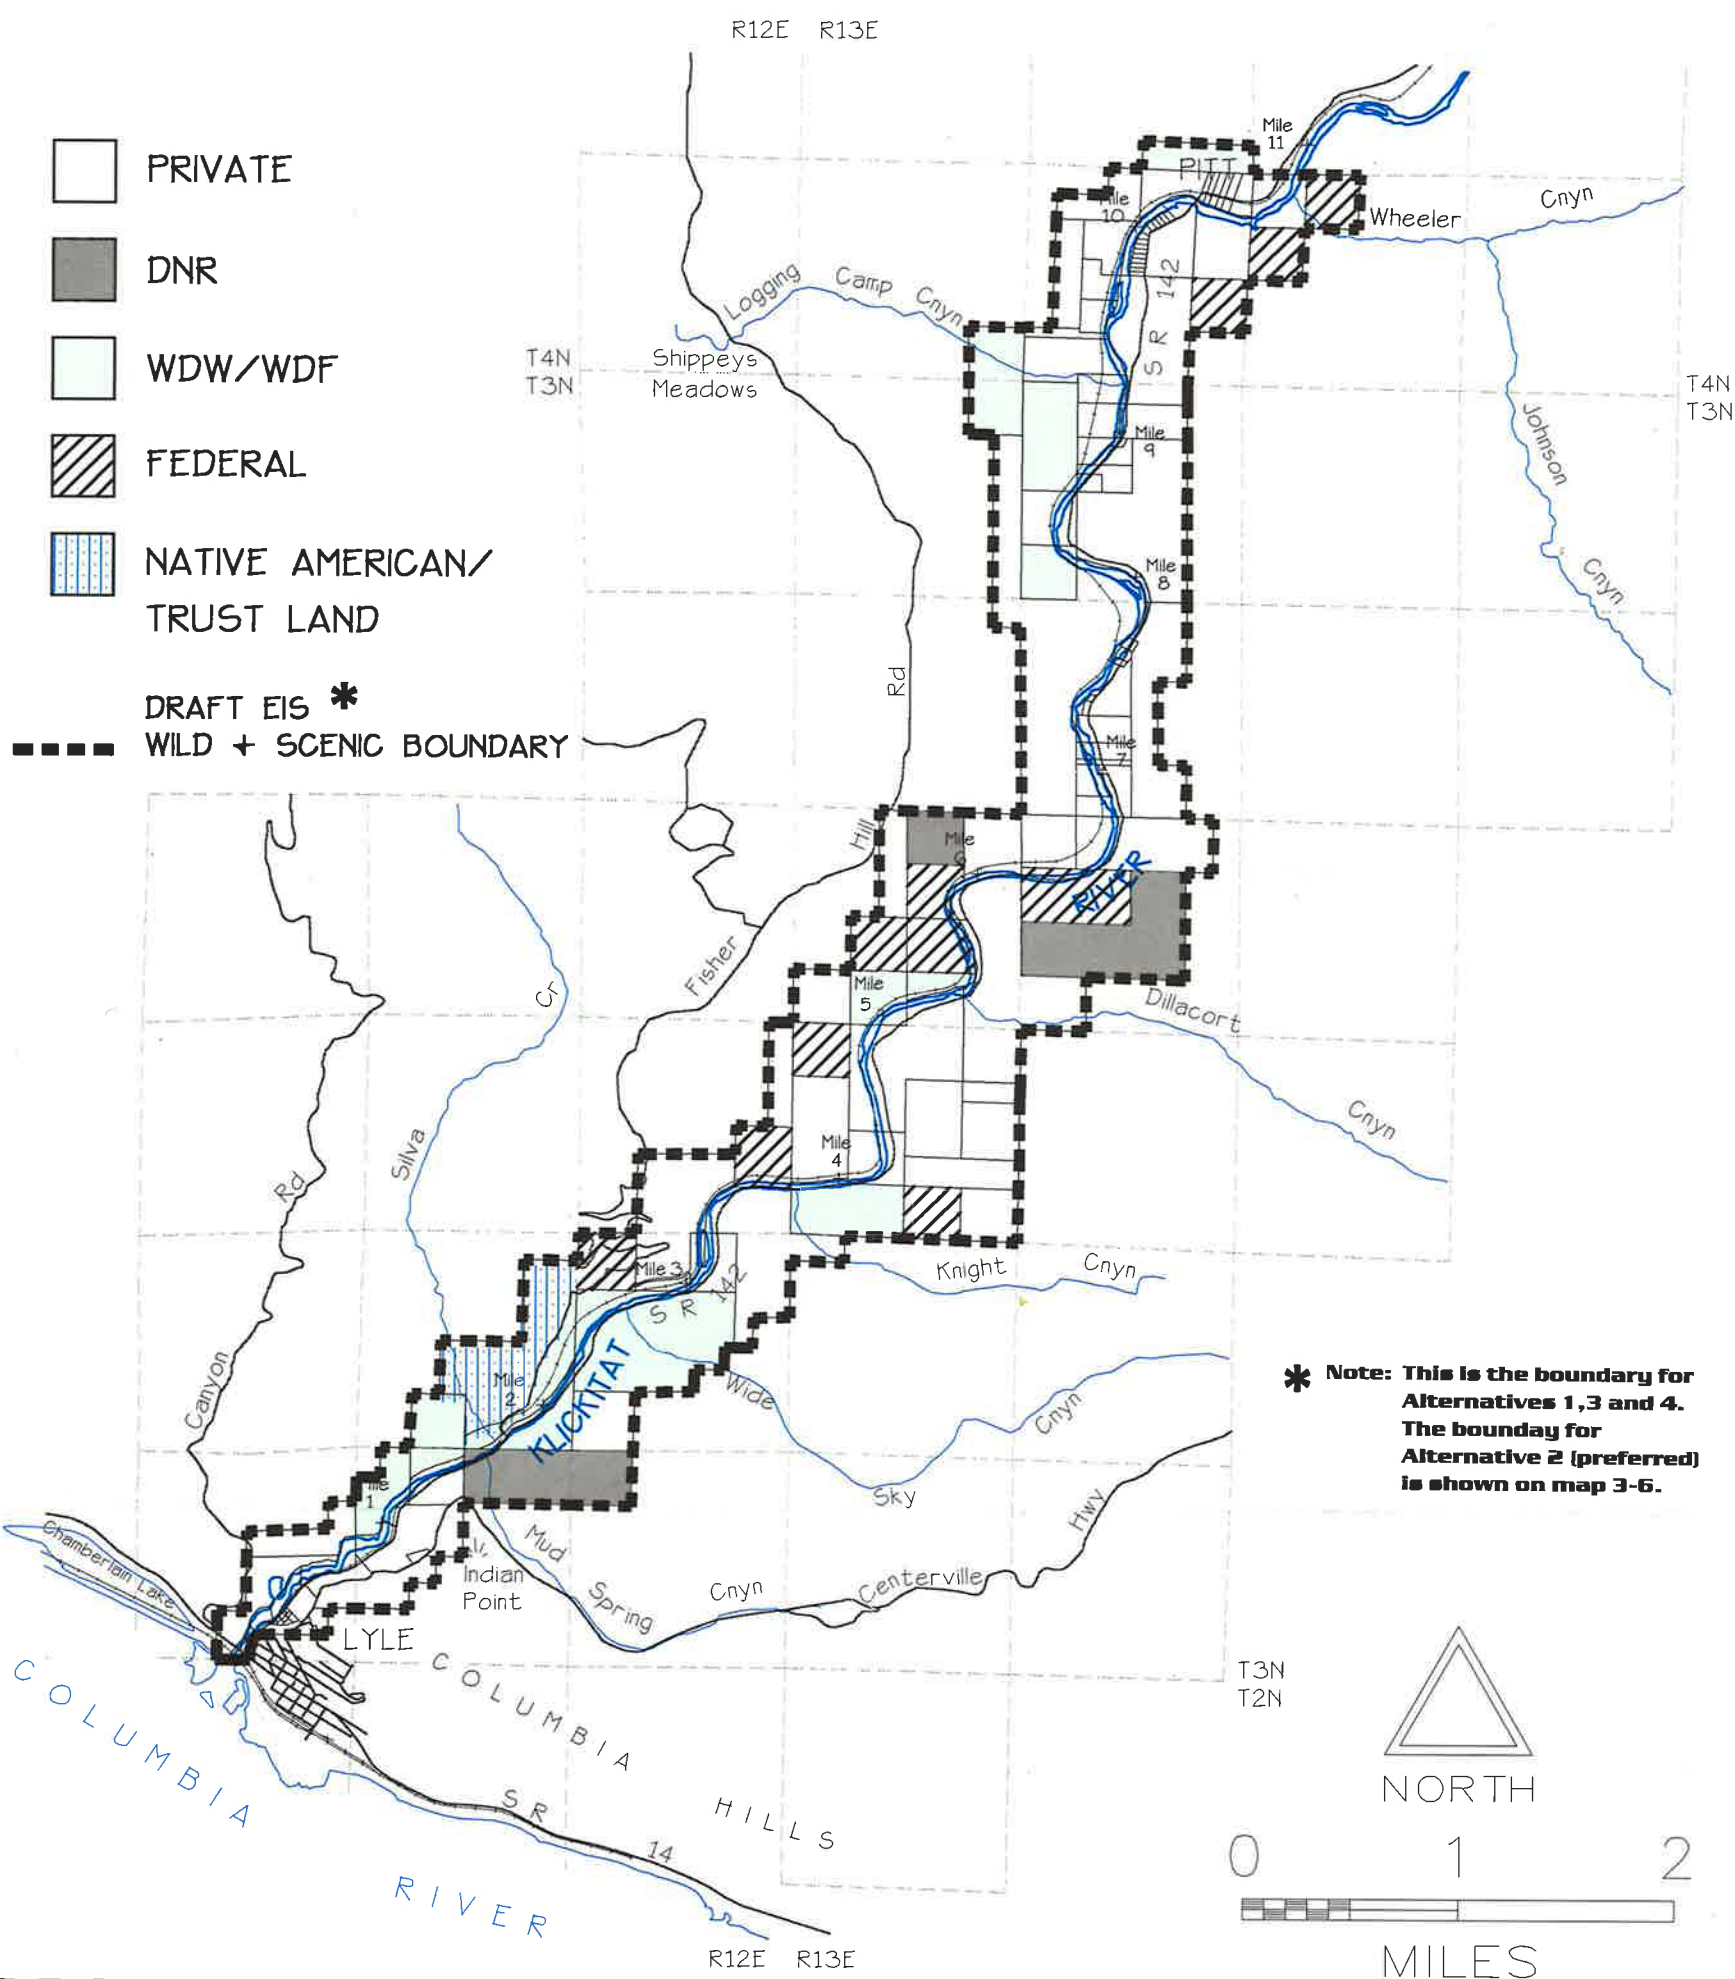 R12E R13E
PRIVATE
DNR
WDW/WDF
FEDERAL
NATIVE AMERICAN/
TRUST LAND
DRAFT EIS *
WILD + SCENIC BOUNDARY
Mile
11
PITT
Mile
10
Wheeler Cnyn
Logging Camp Cnyn
SR 142
T4N
T3N
Shippeys
Meadows
T4N
T3N
Johnson Cnyn
Mile
9
Mile
8
Rd
Mile
7
Hill
Mile
6
RIVER
Fisher
Cr
Mile
5
Dillacort
Cnyn
Mile
4
Silva
Rd
Mile 3
Knight Cnyn
SR 142
Canyon
Mile
2
KLICKITAT
Wide
Sky
Cnyn
* Note: This is the boundary for
Alternatives 1,3 and 4.
The bounday for
Alternative 2 (preferred)
is shown on map 3-6.
1
Hwy
Chamberlain Lake
Mud
Spring
Cnyn
Centerville
Indian
Point
LYLE
COLUMBIA
HILLS
T3N
T2N
COLUMBIA
RIVER
SR 14
NORTH
0 1 2
MILES
R12E R13E